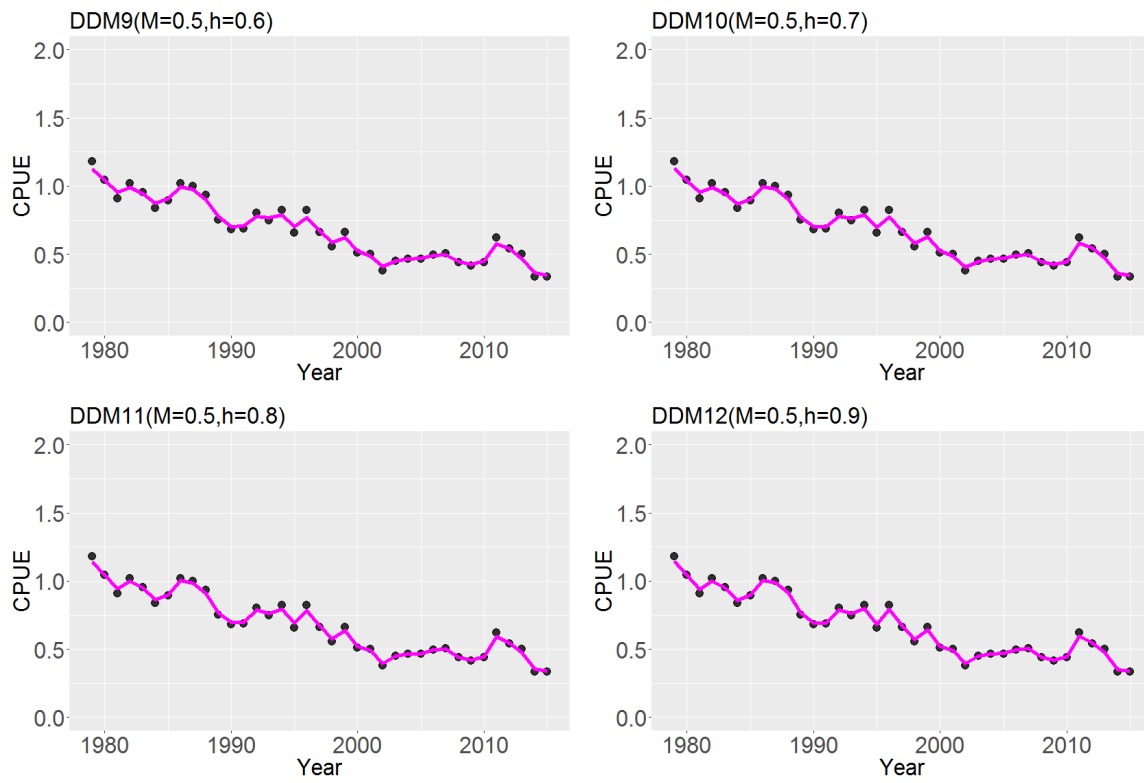 DDM9(M=0.5,h=0.6)
2.0
1.5
1.0
0.5
0.0
CPUE
1980 1990 2000 2010
Year
DDM10(M=0.5,h=0.7)
2.0
1.5
1.0
0.5
0.0
CPUE
1980 1990 2000 2010
Year
DDM11(M=0.5,h=0.8)
2.0
1.5
1.0
0.5
0.0
CPUE
1980 1990 2000 2010
Year
DDM12(M=0.5,h=0.9)
2.0
1.5
1.0
0.5
0.0
CPUE
1980 1990 2000 2010
Year